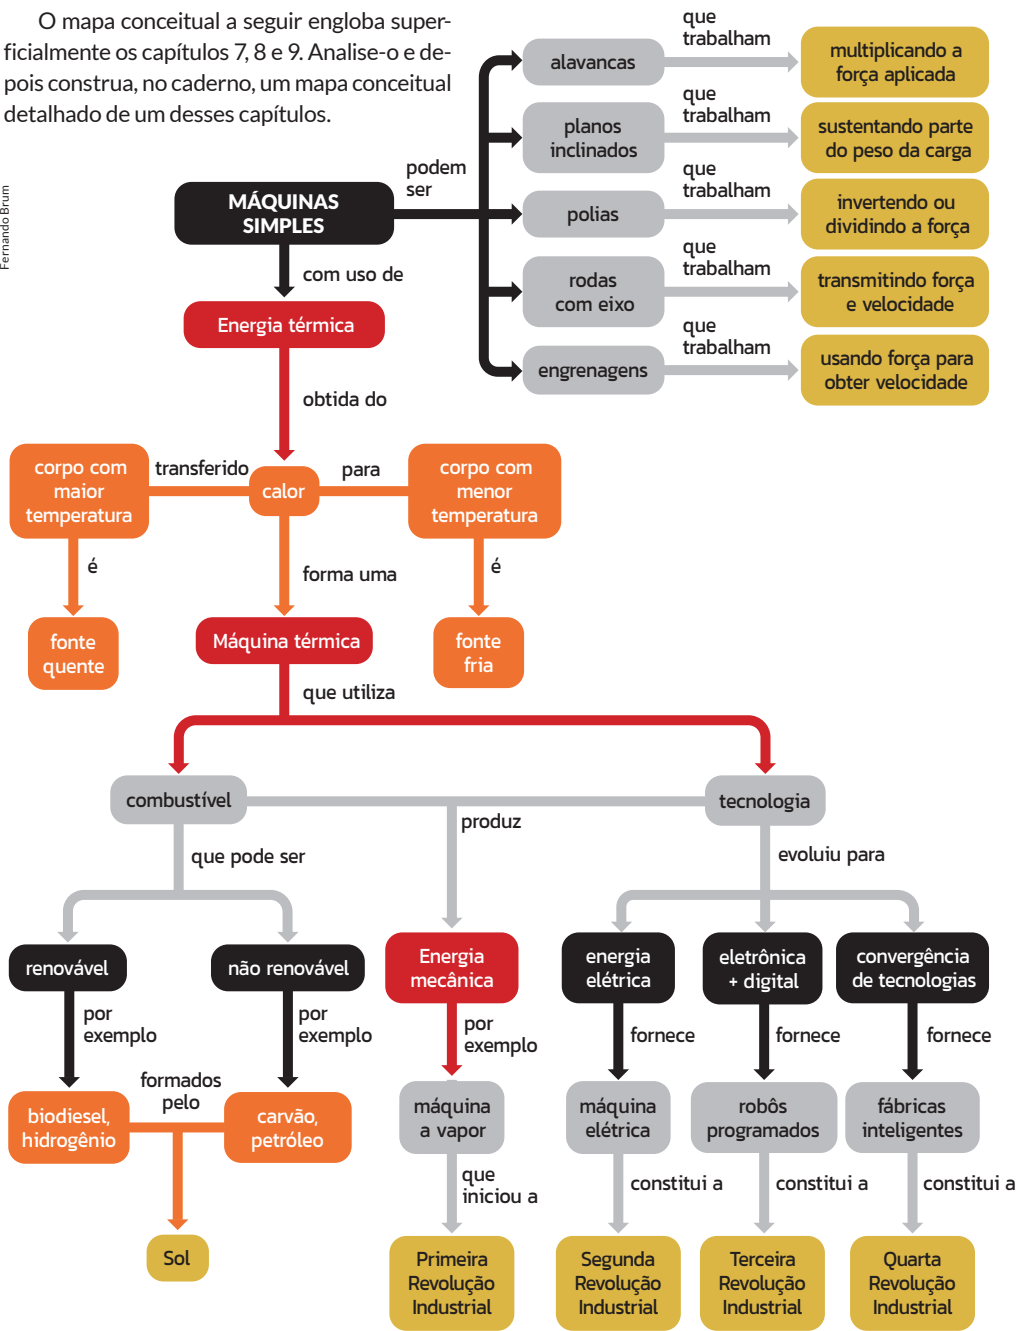 O mapa conceitual a seguir engloba super-
ficialmente os capítulos 7, 8 e 9. Analise-o e de-
pois construa, no caderno, um mapa conceitual
detalhado de um desses capítulos.
Fernando Brum
MÁQUINAS
SIMPLES
podem
ser
alavancas
que
trabalham
multiplicando a
força aplicada
planos
inclinados
que
trabalham
sustentando parte
do peso da carga
polias
que
trabalham
invertendo ou
dividindo a força
rodas
com eixo
que
trabalham
transmitindo força
e velocidade
engrenagens
que
trabalham
usando força para
obter velocidade
com uso de
Energia térmica
obtida do
corpo com
maior
temperatura
transferido
calor
para
corpo com
menor
temperatura
é
forma uma
é
fonte
quente
Máquina térmica
fonte
fria
que utiliza
combustível
produz
tecnologia
que pode ser
evoluiu para
renovável
não renovável
Energia
mecânica
energia
elétrica
eletrônica
+ digital
convergência
de tecnologias
por
exemplo
por
exemplo
por
exemplo
fornece
fornece
fornece
formados
pelo
biodiesel,
hidrogênio
carvão,
petróleo
máquina
a vapor
máquina
elétrica
robôs
programados
fábricas
inteligentes
que
iniciou a
constitui a
constitui a
constitui a
Sol
Primeira
Revolução
Industrial
Segunda
Revolução
Industrial
Terceira
Revolução
Industrial
Quarta
Revolução
Industrial